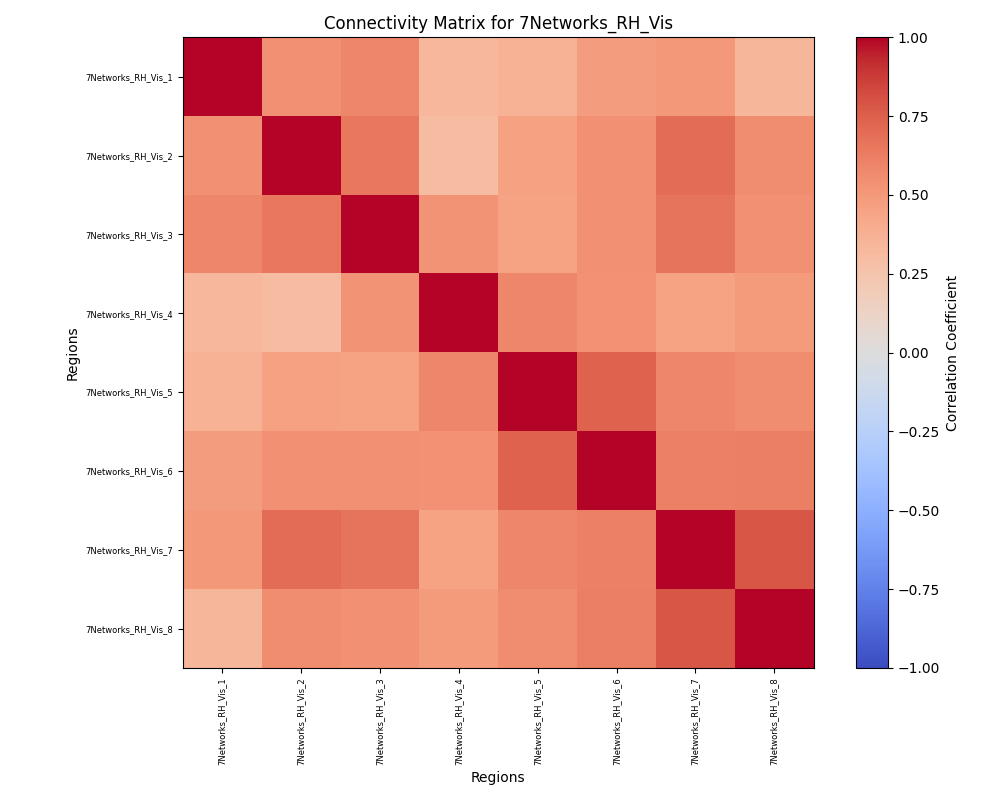 Connectivity Matrix for 7Networks_RH_Vis
7Networks_RH_Vis_1
7Networks_RH_Vis_2
7Networks_RH_Vis_3
7Networks_RH_Vis_4
7Networks_RH_Vis_5
7Networks_RH_Vis_6
7Networks_RH_Vis_7
7Networks_RH_Vis_8
Regions
7Networks_RH_Vis_1
7Networks_RH_Vis_2
7Networks_RH_Vis_3
7Networks_RH_Vis_4
7Networks_RH_Vis_5
7Networks_RH_Vis_6
7Networks_RH_Vis_7
7Networks_RH_Vis_8
Regions
1.00
0.75
0.50
0.25
0.00
−0.25
−0.50
−0.75
−1.00
Correlation Coefficient